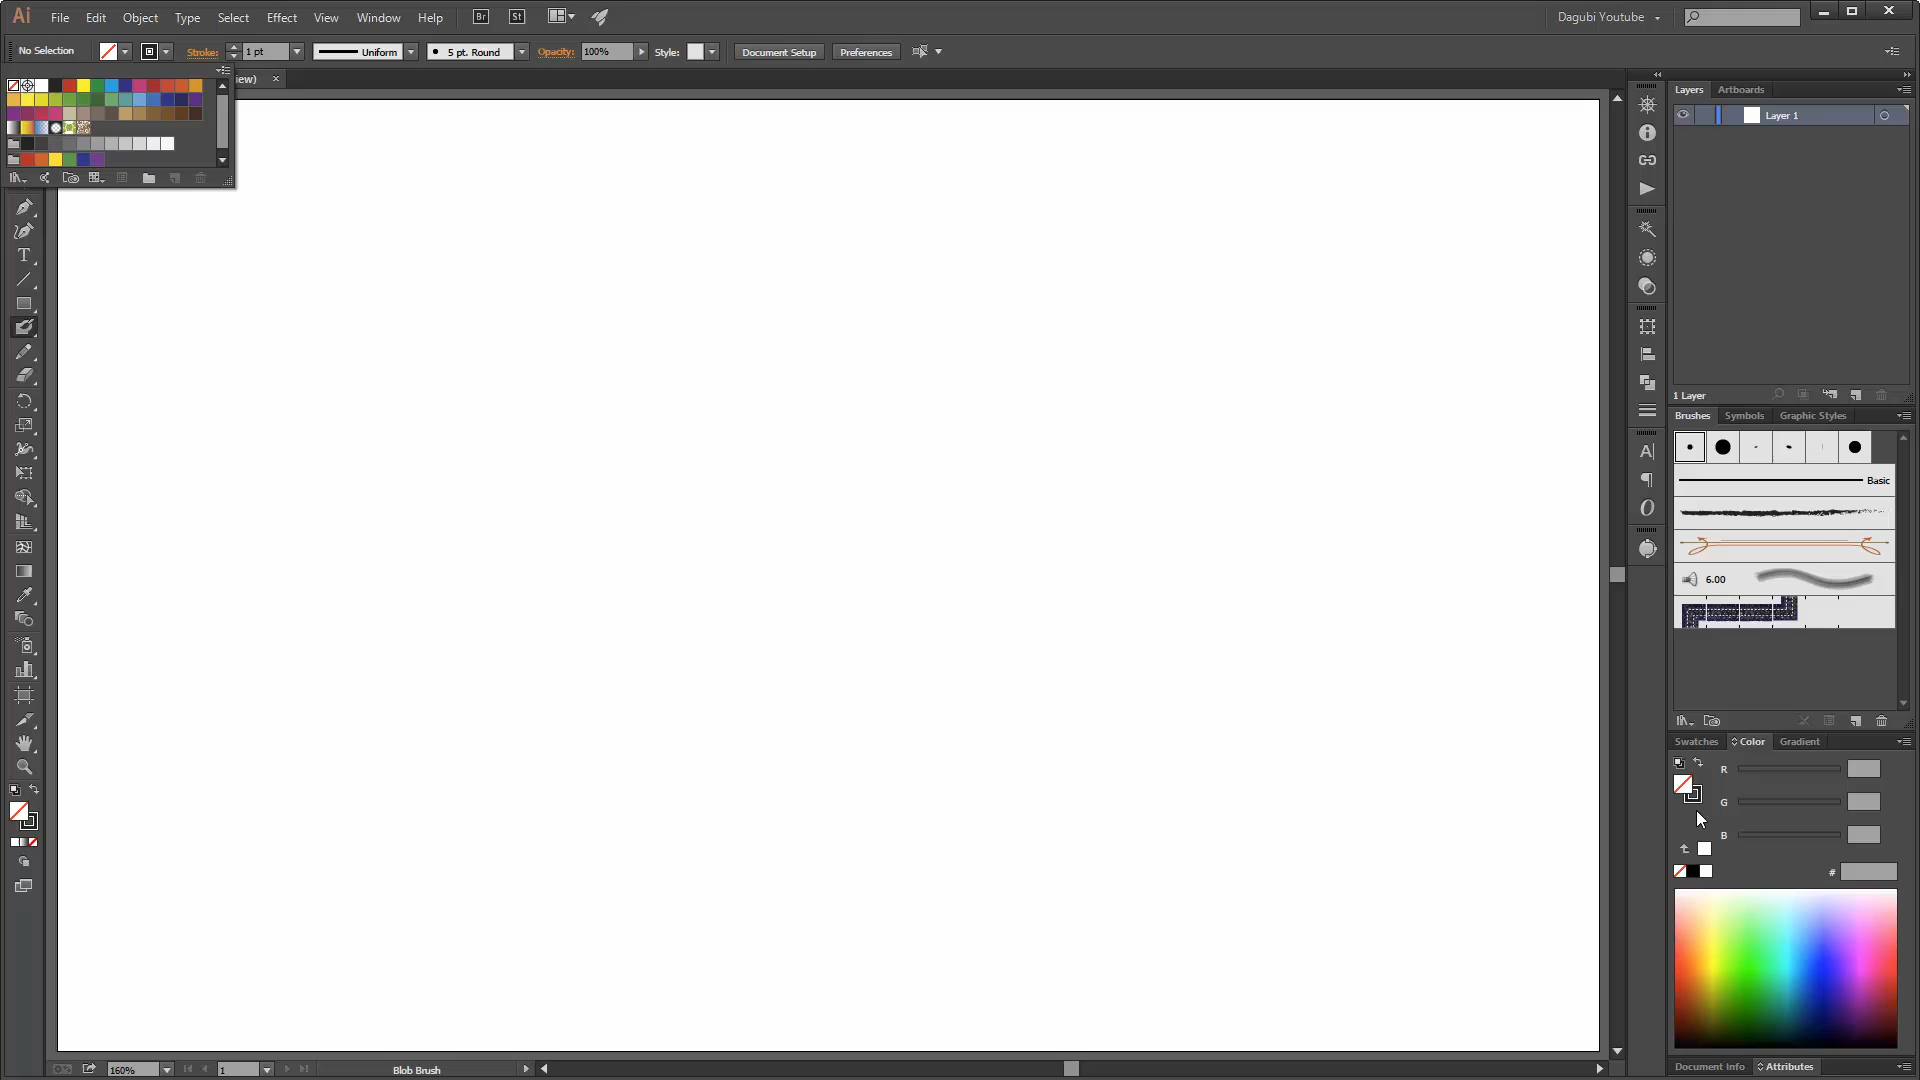 Ai File Edit Object Type Select Effect View Window Help Br St Dagubi Youtube
No Selection Stroke: 1 pt Uniform 5 pt. Round Opacity: 100% Style: Document Setup Preferences
ew)
Layers Artboards
Layer 1
1 Layer
Brushes Symbols Graphic Styles
Basic
6.00
Swatches Color Gradient
R
G
B
#
160% 1 Blob Brush
Document Info Attributes